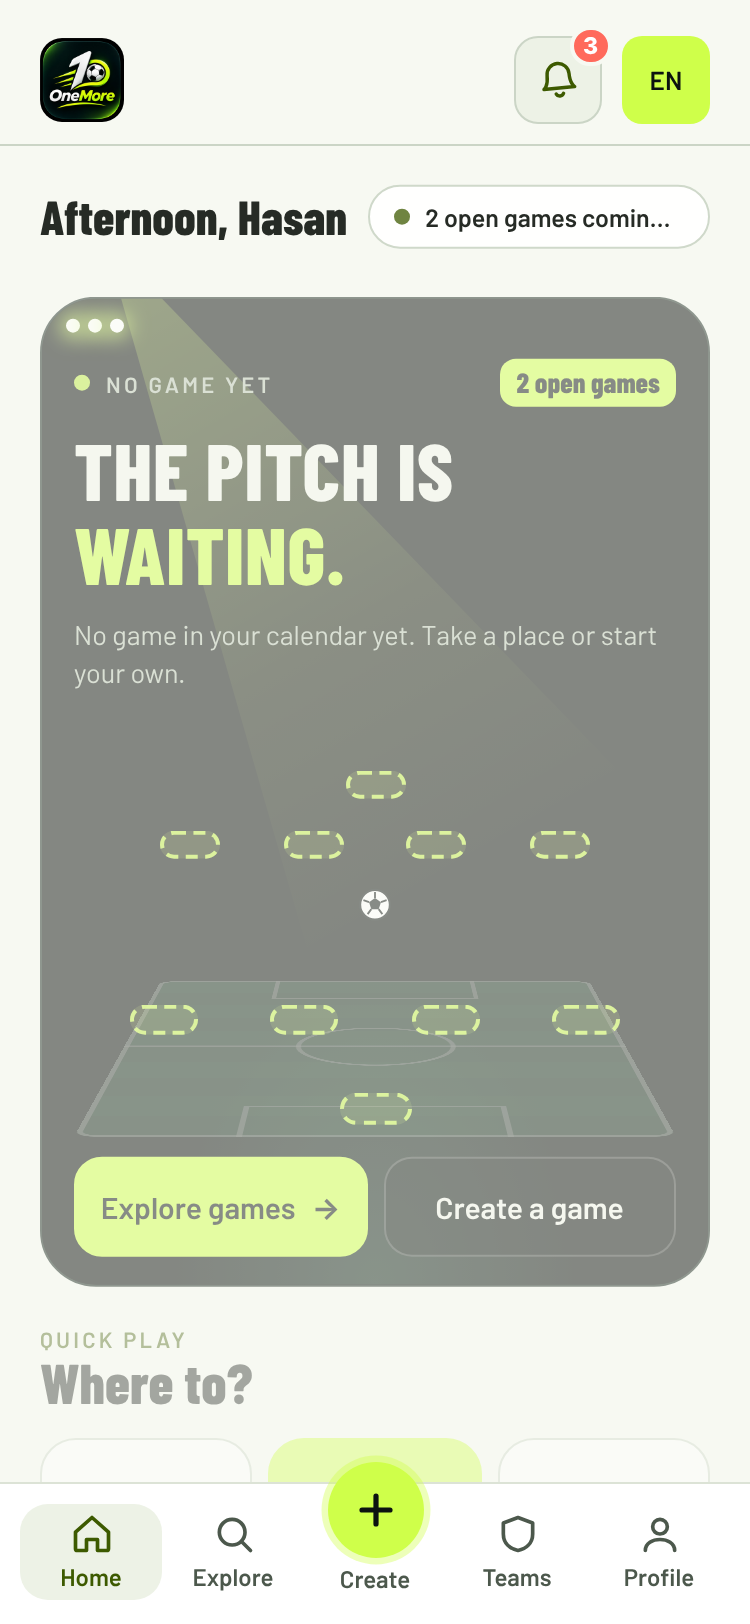 10
OneMore
3
EN
Afternoon, Hasan
2 open games comin...
NO GAME YET
2 open games
THE PITCH IS
WAITING.
No game in your calendar yet. Take a place or start
your own.
Explore games →
Create a game
QUICK PLAY
Where to?
Home
Explore
Create
Teams
Profile